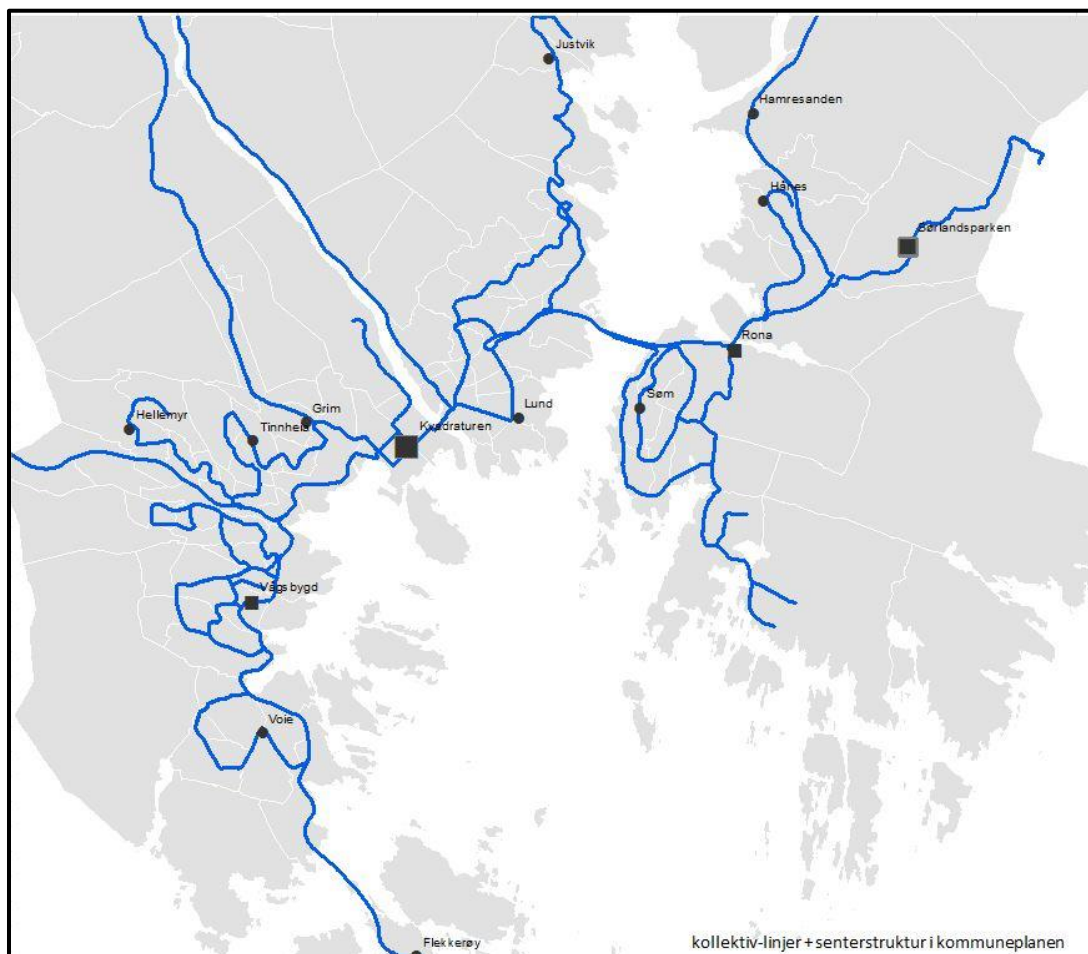 Justvik
Hamresanden
Hånes
Sørlandsparken
Rona
Søm
Lund
Kvadraturen
Grim
Tinnheia
Hellemyr
Vågsbygd
Voie
Flekkerøy
kollektiv-linjer + senterstruktur i kommuneplanen